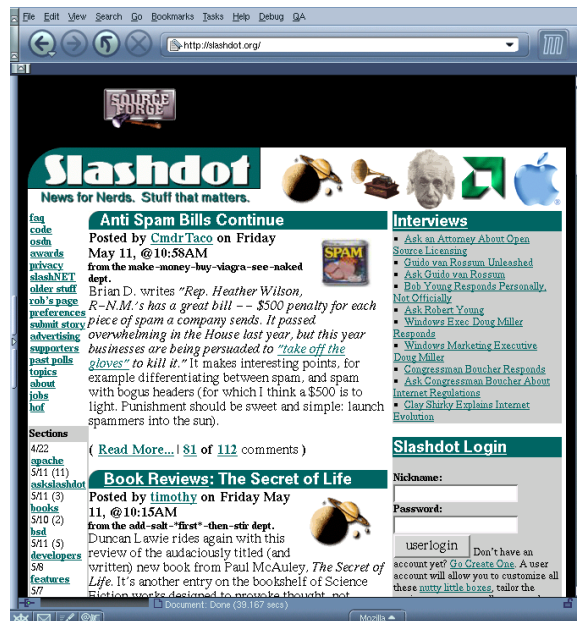 File Edit View Search Go Bookmarks Tasks Help Debug QA
http://slashdot.org/
SOURCE
FORGE
Slashdot
News for Nerds. Stuff that matters.
faq
code
osdn
awards
privacy
slashNET
older stuff
rob's page
preferences
submit story
advertising
supporters
past polls
topics
about
jobs
hof
Sections
4/22
apache
5/11 (11)
askslashdot
5/11 (3)
books
5/10 (2)
bsd
5/11 (5)
developers
5/8
features
5/7
Anti Spam Bills Continue
Posted by CmdrTaco on Friday
May 11, @10:58AM
from the make-money-buy-viagra-see-naked
dept.
SPAM
Brian D. writes "Rep. Heather Wilson,
R-N.M.'s has a great bill -- $500 penalty for each
piece of spam a company sends. It passed
overwhelming in the House last year, but this year
businesses are being persuaded to "take off the
gloves" to kill it." It makes interesting points, for
example differentiating between spam, and spam
with bogus headers (for which I think a $500 is to
light. Punishment should be sweet and simple: launch
spammers into the sun).
( Read More... | 81 of 112 comments )
Book Reviews: The Secret of Life
Posted by timothy on Friday May
11, @10:15AM
from the add-salt-*first*-then-stir dept.
Duncan Lawie rides again with this
review of the audaciously titled (and
written) new book from Paul McAuley, The Secret of
Life. It's another entry on the bookshelf of Science
Fiction works designed to provoke thought, not
Interviews
Ask an Attorney About Open
Source Licensing
Guido van Rossum Unleashed
Ask Guido van Rossum
Bob Young Responds Personally,
Not Officially
Ask Robert Young
Windows Exec Doug Miller
Responds
Windows Marketing Executive
Doug Miller
Congressman Boucher Responds
Ask Congressman Boucher About
Internet Regulations
Clay Shirky Explains Internet
Evolution
Slashdot Login
Nickname:
Password:
userlogin Don't have an
account yet? Go Create One. A user
account will allow you to customize all
these nutty little boxes, tailor the
Document: Done (39.167 secs)
Mozilla